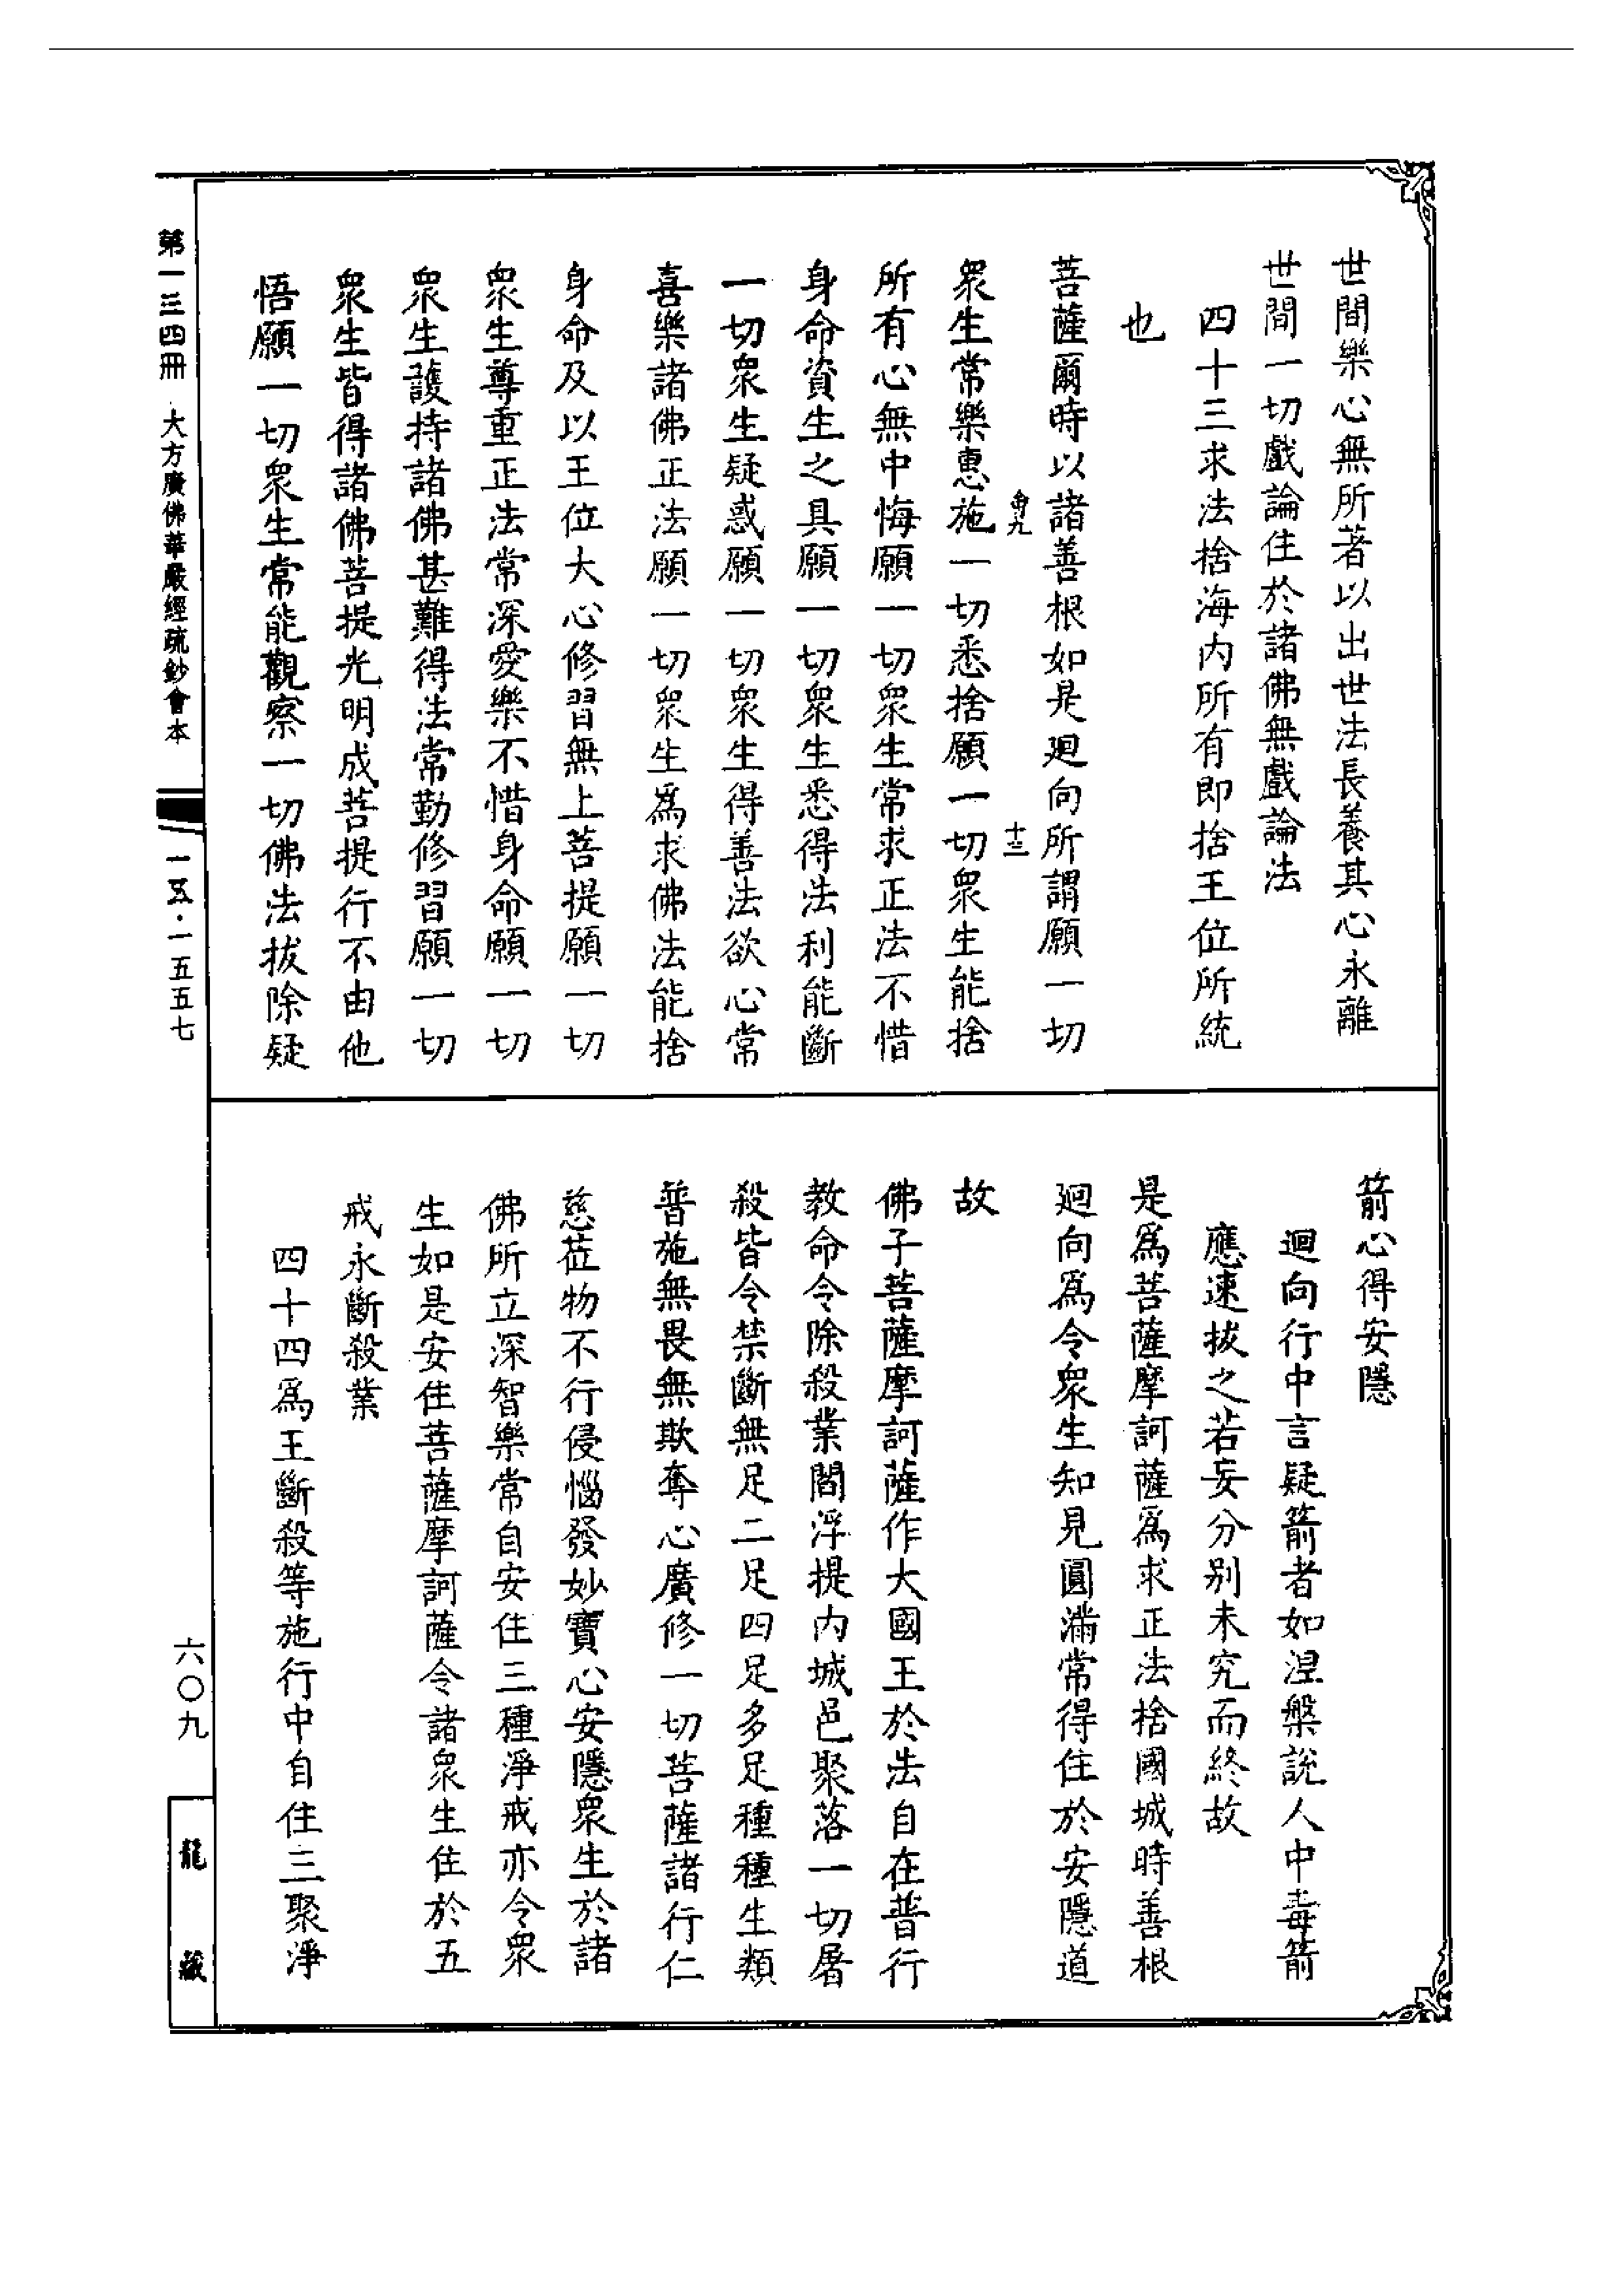 世間樂心無所著以出世法長養其心永離
世間一切戲論住於諸佛無戲論法
四十三求法捨海内所有即捨王位所統
也
菩薩爾時以諸善根如是迴向所謂願一切
十三
衆生常樂惠施一切悉捨願一切衆生能捨
所有心無中悔願一切衆生常求正法不惜
身命資生之具願一切衆生悉得法利能斷
一切衆生疑惑願一切衆生得善法欲心常
喜樂諸佛正法願一切衆生爲求佛法能捨
身命及以王位大心修習無上菩提願一切
衆生尊重正法常深愛樂不惜身命願一切
衆生護持諸佛甚難得法常勤修習願一切
衆生皆得諸佛菩提光明成菩提行不由他
悟願一切衆生常能觀察一切佛法拔除疑
箭心得安隱
迴向行中言疑箭者如涅槃說人中毒箭
應速拔之若妄分别未究而終故
是爲菩薩摩訶薩爲求正法捨國城時善根
迴向爲令衆生知見圓滿常得住於安隱道
故
佛子菩薩摩訶薩作大國王於法自在普行
教命令除殺業閻浮提内城邑聚落一切屠
殺皆令禁斷無足二足四足多足種種生類
普施無畏無欺奪心廣修一切菩薩諸行仁
慈莅物不行侵惱發妙寶心安隱衆生於諸
佛所立深智樂常自安住三種淨戒亦令衆
生如是安住菩薩摩訶薩令諸衆生住於五
戒永斷殺業
四十四爲王斷殺等施行中自住三聚淨
第一三四冊 大方廣佛華嚴經疏鈔會本
一五·一五五七
六〇九
龍藏